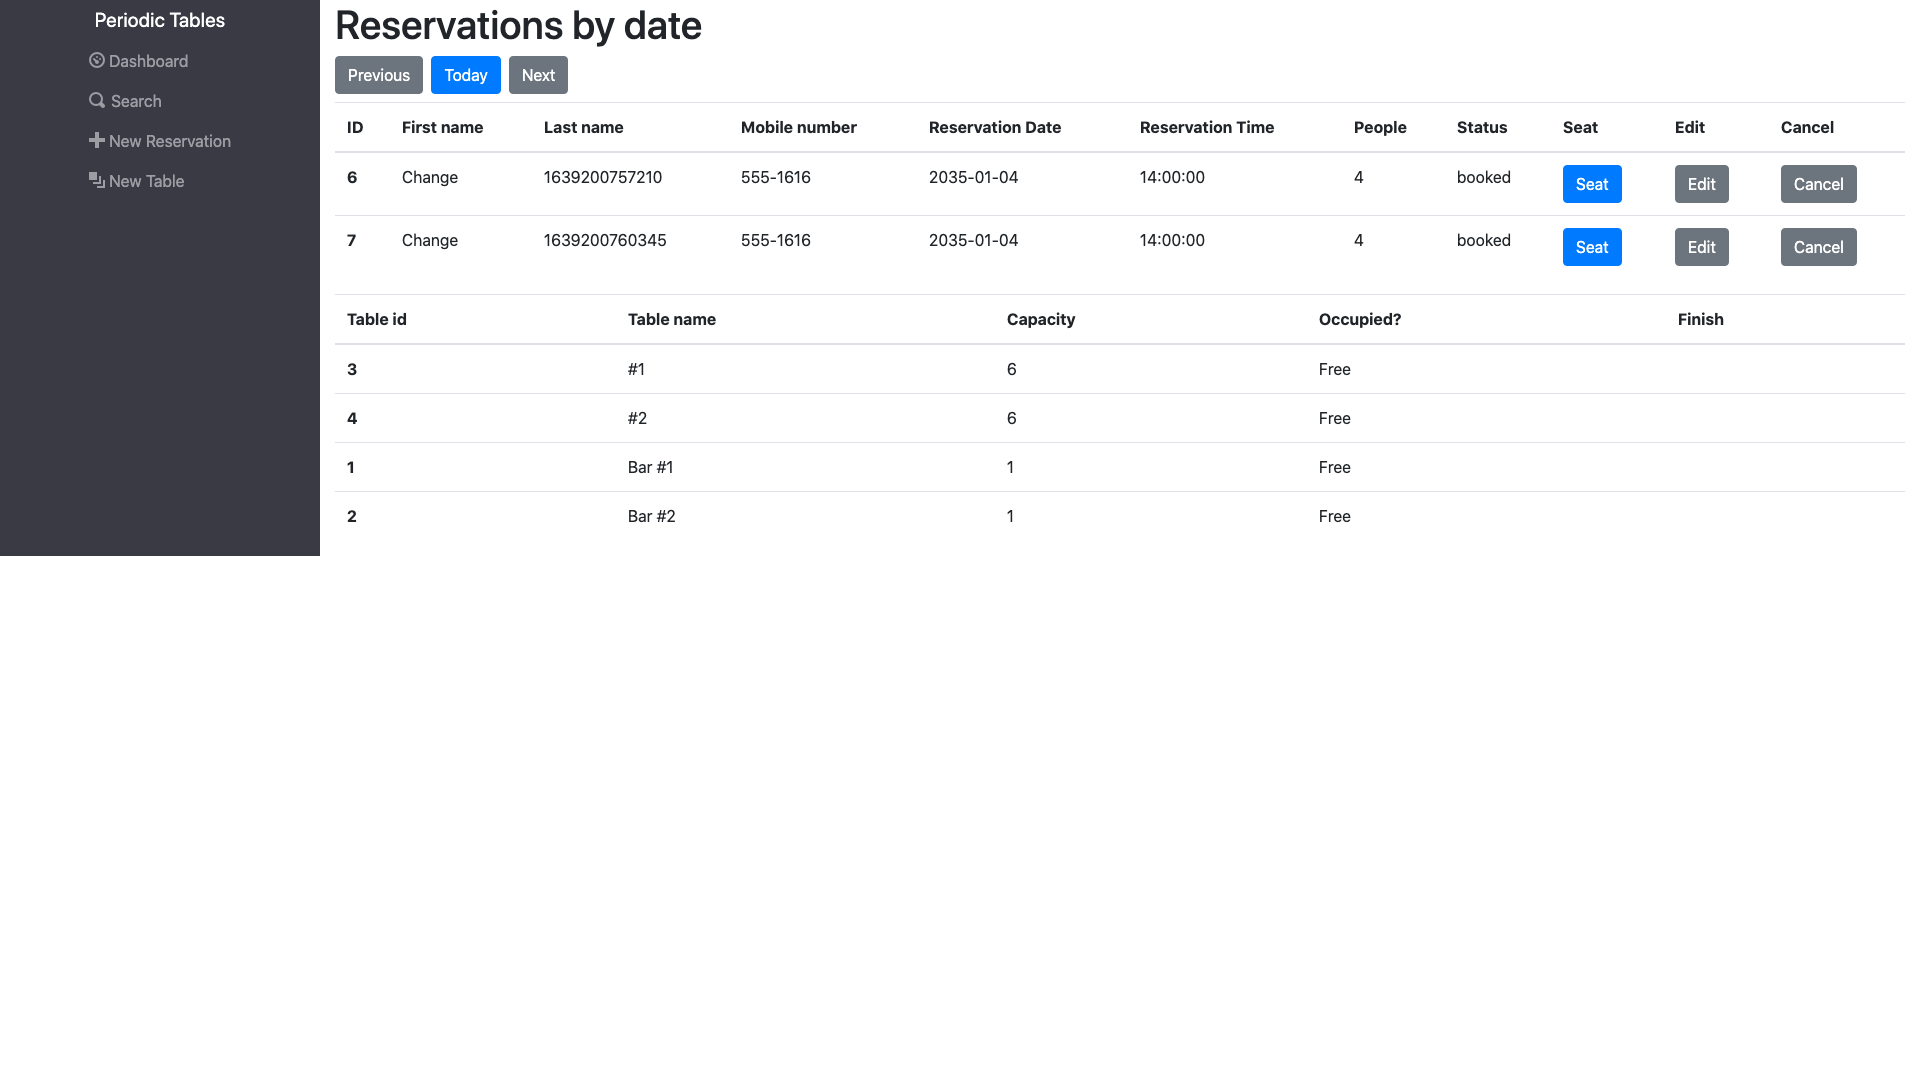 Periodic Tables
Dashboard
Search
New Reservation
New Table
Reservations by date
Previous Today Next
ID First name Last name Mobile number Reservation Date Reservation Time People Status Seat Edit Cancel
6 Change 1639200757210 555-1616 2035-01-04 14:00:00 4 booked Seat Edit Cancel
7 Change 1639200760345 555-1616 2035-01-04 14:00:00 4 booked Seat Edit Cancel
Table id Table name Capacity Occupied? Finish
3 #1 6 Free
4 #2 6 Free
1 Bar #1 1 Free
2 Bar #2 1 Free